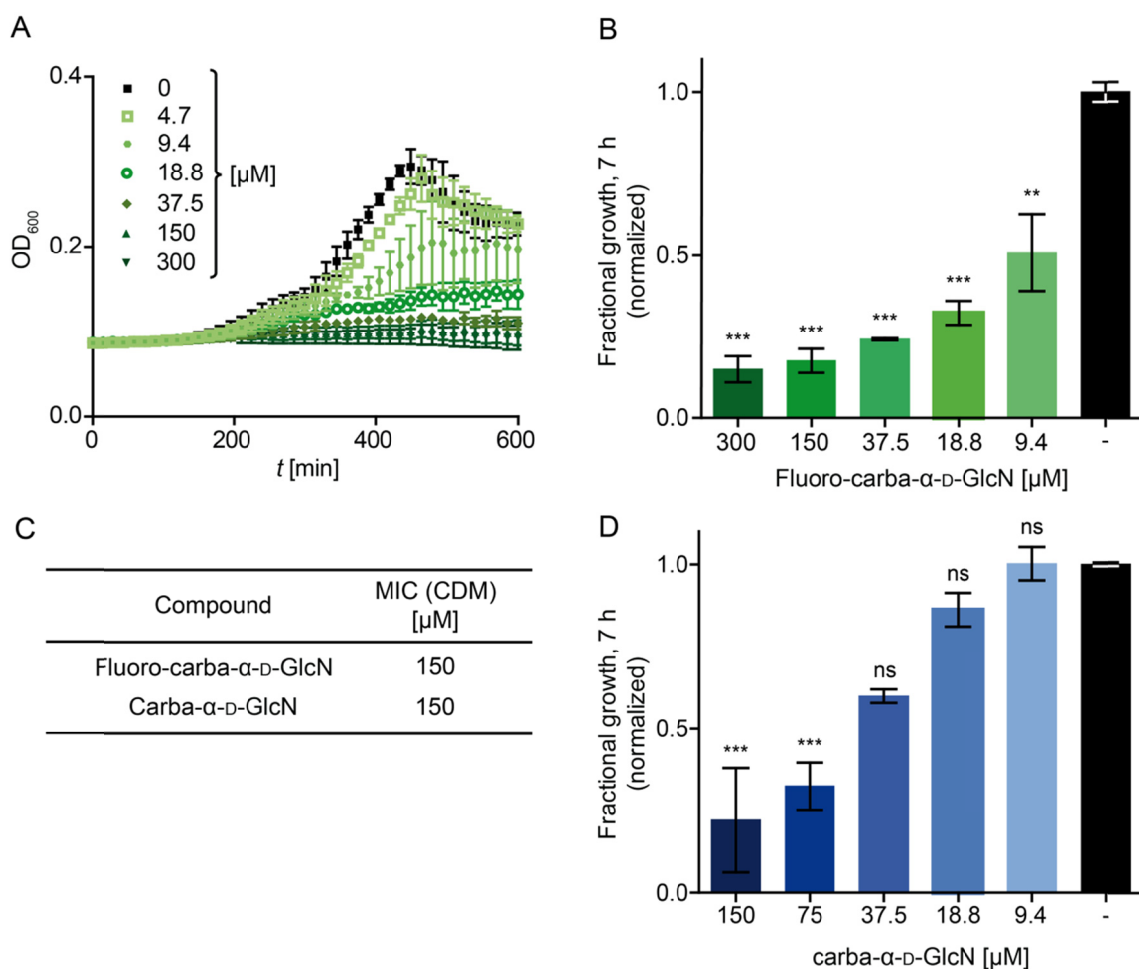 A
0.4
0.2
0.0
OD600
0
4.7
9.4
18.8
37.5
150
300
[µM]
0
200
400
600
t [min]
B
1.0
0.5
0.0
Fractional growth, 7 h
(normalized)
***
***
***
***
**
300
150
37.5
18.8
9.4
-
Fluoro-carba-α-D-GlcN [µM]
C
Compound
MIC (CDM)
[µM]
Fluoro-carba-α-D-GlcN 150
Carba-α-D-GlcN 150
D
1.0
0.5
0.0
Fractional growth, 7 h
(normalized)
***
***
ns
ns
ns
150
75
37.5
18.8
9.4
-
carba-α-D-GlcN [µM]